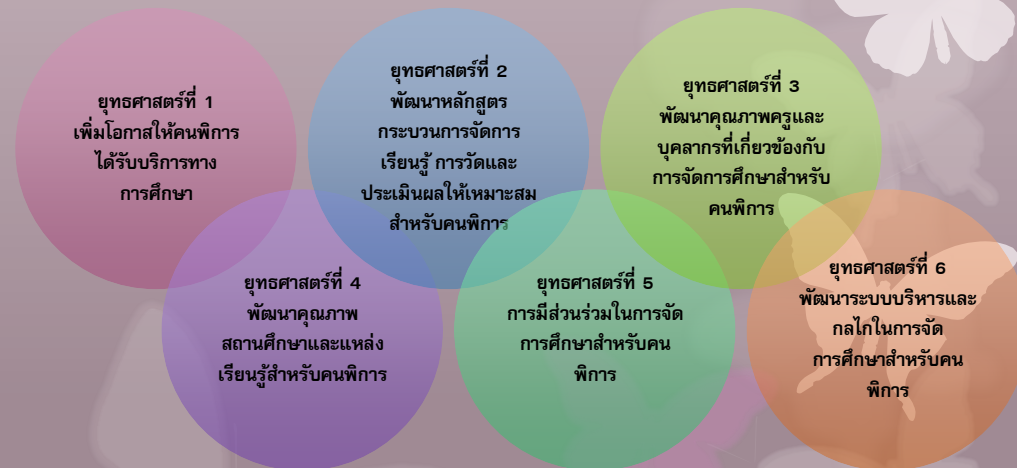 ยุทธศาสตร์ที่ 1
เพิ่มโอกาสให้คนพิการ
ได้รับบริการทาง
การศึกษา
ยุทธศาสตร์ที่ 2
พัฒนาหลักสูตร
กระบวนการจัดการ
เรียนรู้ การวัดและ
ประเมินผลให้เหมาะสม
สำหรับคนพิการ
ยุทธศาสตร์ที่ 3
พัฒนาคุณภาพครูและ
บุคลากรที่เกี่ยวข้องกับ
การจัดการศึกษาสำหรับ
คนพิการ
ยุทธศาสตร์ที่ 4
พัฒนาคุณภาพ
สถานศึกษาและแหล่ง
เรียนรู้สำหรับคนพิการ
ยุทธศาสตร์ที่ 5
การมีส่วนร่วมในการจัด
การศึกษาสำหรับคน
พิการ
ยุทธศาสตร์ที่ 6
พัฒนาระบบบริหารและ
กลไกในการจัด
การศึกษาสำหรับคน
พิการ